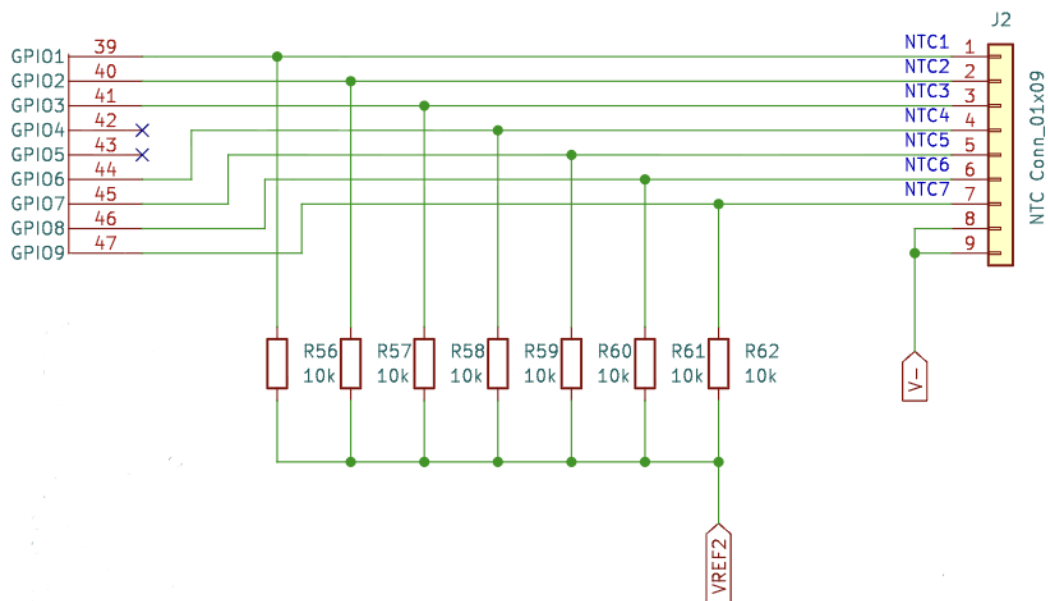 J2
GPIO1 39 NTC1 1
GPIO2 40 NTC2 2
GPIO3 41 NTC3 3
GPIO4 42 NTC4 4
GPIO5 43 NTC5 5
GPIO6 44 NTC6 6
GPIO7 45 NTC7 7
GPIO8 46 8
GPIO9 47 9
NTC Conn_01x09
R56 R57 R58 R59 R60 R61 R62
10k 10k 10k 10k 10k 10k 10k
V-
VREF2